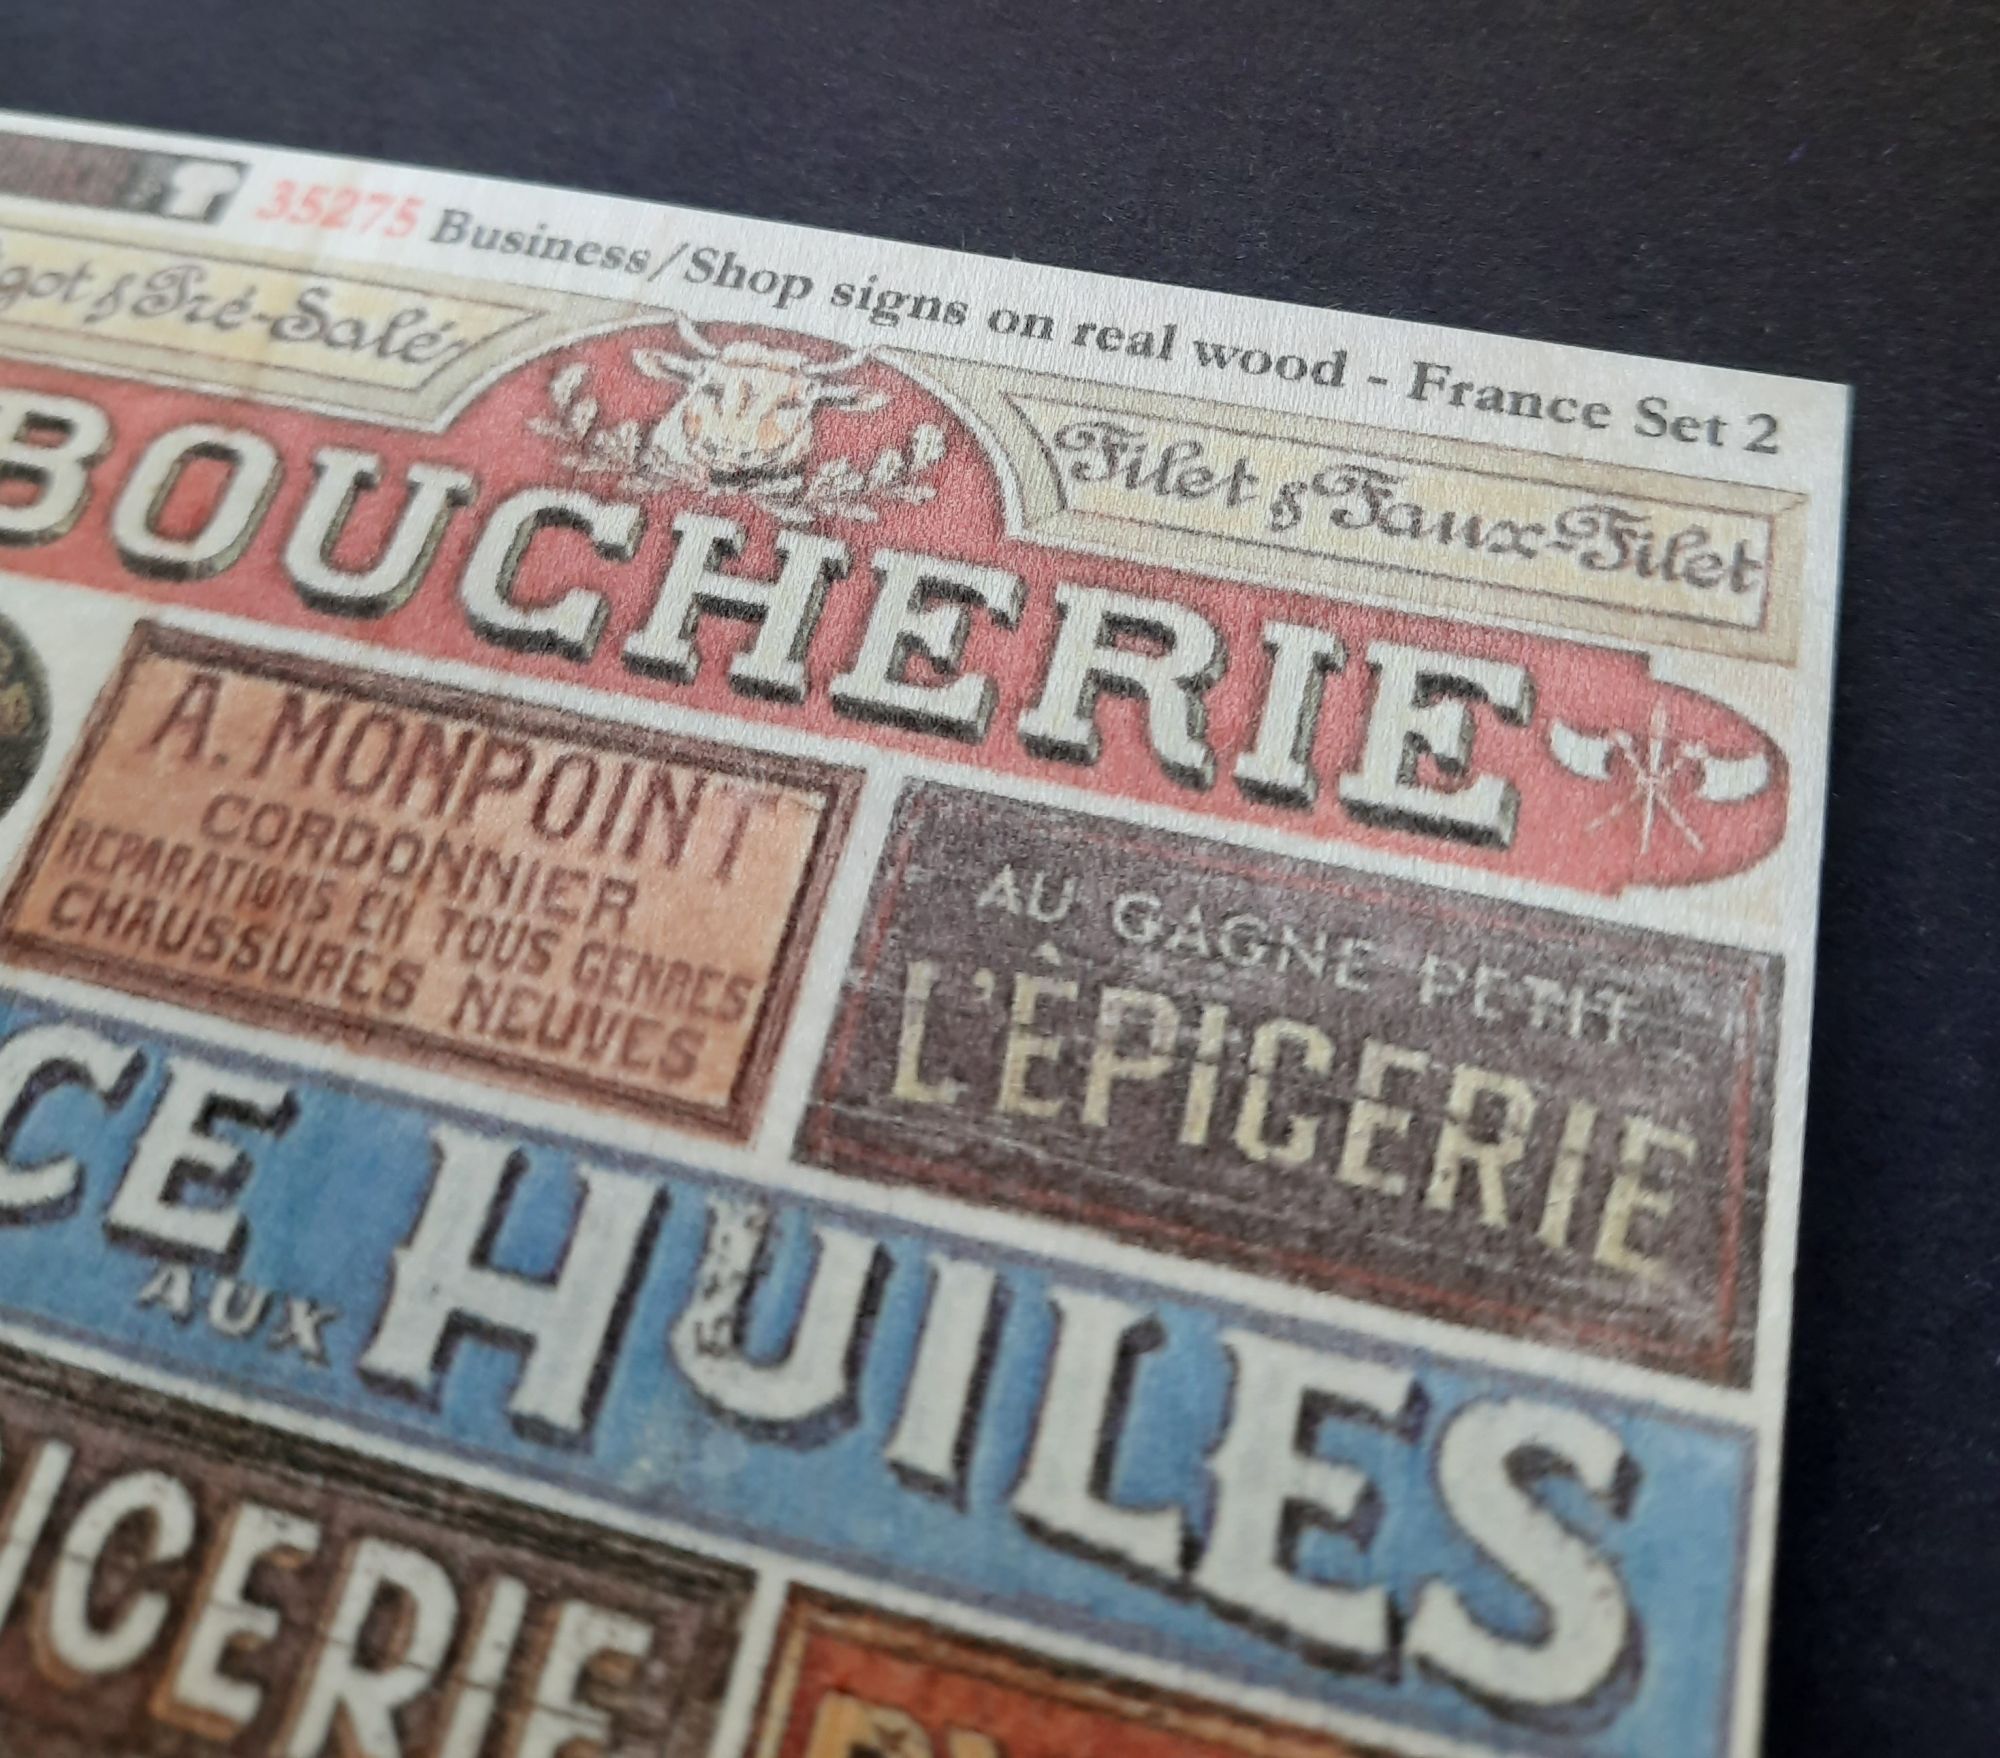 35275 Business/Shop signs on real wood - France Set 2
& Pré-Salé
Filet & Faux-Filet
BOUCHERIE
A. MONPOINT
CORDONNIER
REPARATIONS EN TOUS GENRES
CHAUSSURES NEUVES
AU GAGNE PETIT
L'ÊPICERIE
CE AUX HUILES
ICERIE